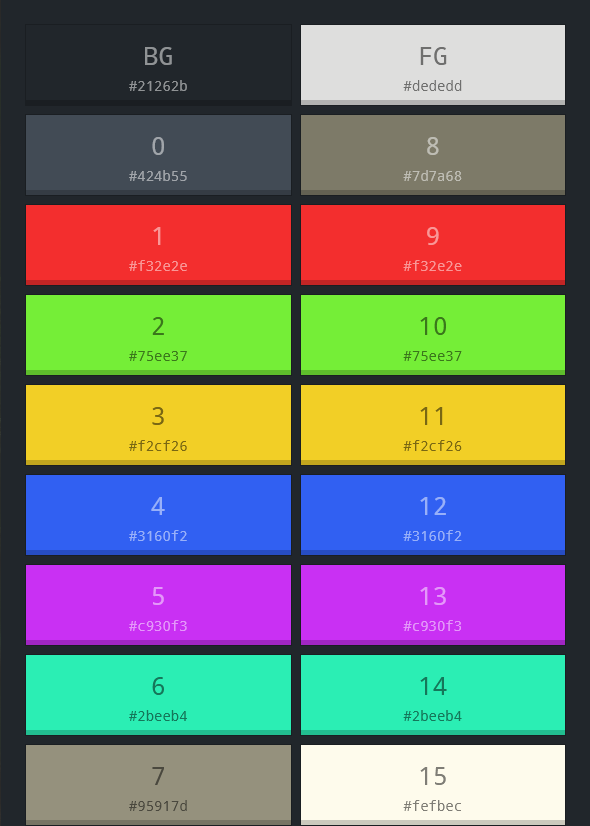 BG
#21262b
FG
#dededd
0
#424b55
8
#7d7a68
1
#f32e2e
9
#f32e2e
2
#75ee37
10
#75ee37
3
#f2cf26
11
#f2cf26
4
#3160f2
12
#3160f2
5
#c930f3
13
#c930f3
6
#2beeb4
14
#2beeb4
7
#95917d
15
#fefbec